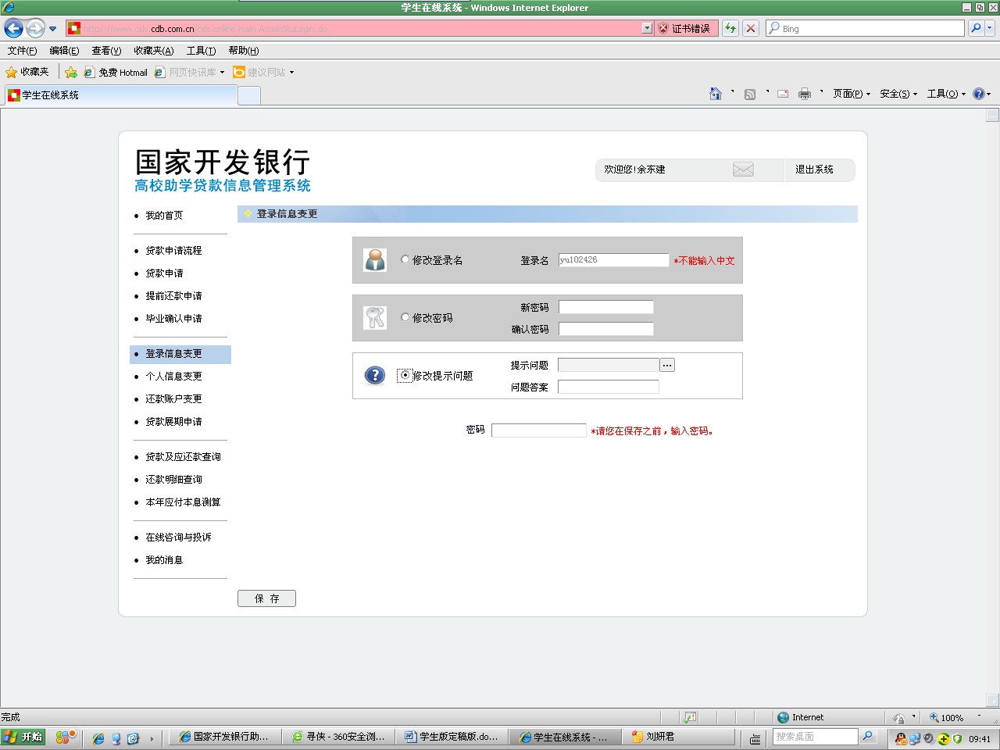 学生在线系统 - Windows Internet Explorer
https://www.csls.cdb.com.cn/csls.online.main.ActionStuLogin.do
证书错误
Bing
文件(F) 编辑(E) 查看(V) 收藏夹(A) 工具(T) 帮助(H)
收藏夹 免费 Hotmail 网页快讯库 建议网站
学生在线系统
页面(P) 安全(S) 工具(O)
国家开发银行
高校助学贷款信息管理系统
欢迎您!余东建 退出系统
我的首页
贷款申请流程
贷款申请
提前还款申请
毕业确认申请
登录信息变更
个人信息变更
还款账户变更
贷款展期申请
贷款及应还款查询
还款明细查询
本年应付本息测算
在线咨询与投诉
我的消息
登录信息变更
修改登录名 登录名 yu102426 *不能输入中文
修改密码 新密码
确认密码
修改提示问题 提示问题 ...
问题答案
密码 *请您在保存之前，输入密码。
保 存
完成 Internet 100%
开始 国家开发银行助... 寻侠 - 360安全浏... 学生版定稿版.do... 学生在线系统 - ... 刘妍君 搜索桌面 09:41